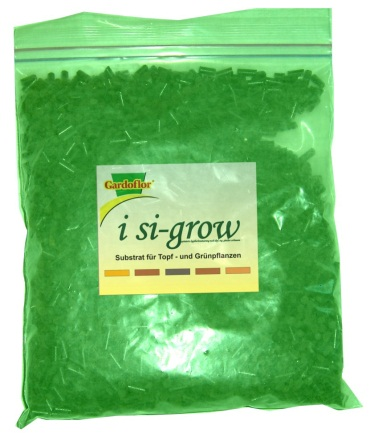 Gardoflor®
i si-grow
Substrat für Topf - und Grünpflanzen